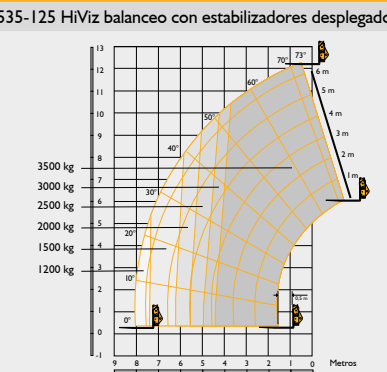 535-125 HiViz balanceo con estabilizadores desplegado
13
12
11
10
9
8
7
6
5
4
3
2
1
0
-1
73°
70°
60°
50°
40°
30°
20°
10°
0°
6 m
5 m
4 m
3 m
2 m
1 m
3500 kg
3000 kg
2500 kg
2000 kg
1500 kg
1200 kg
0,5 m
9 8 7 6 5 4 3 2 1 0 Metros